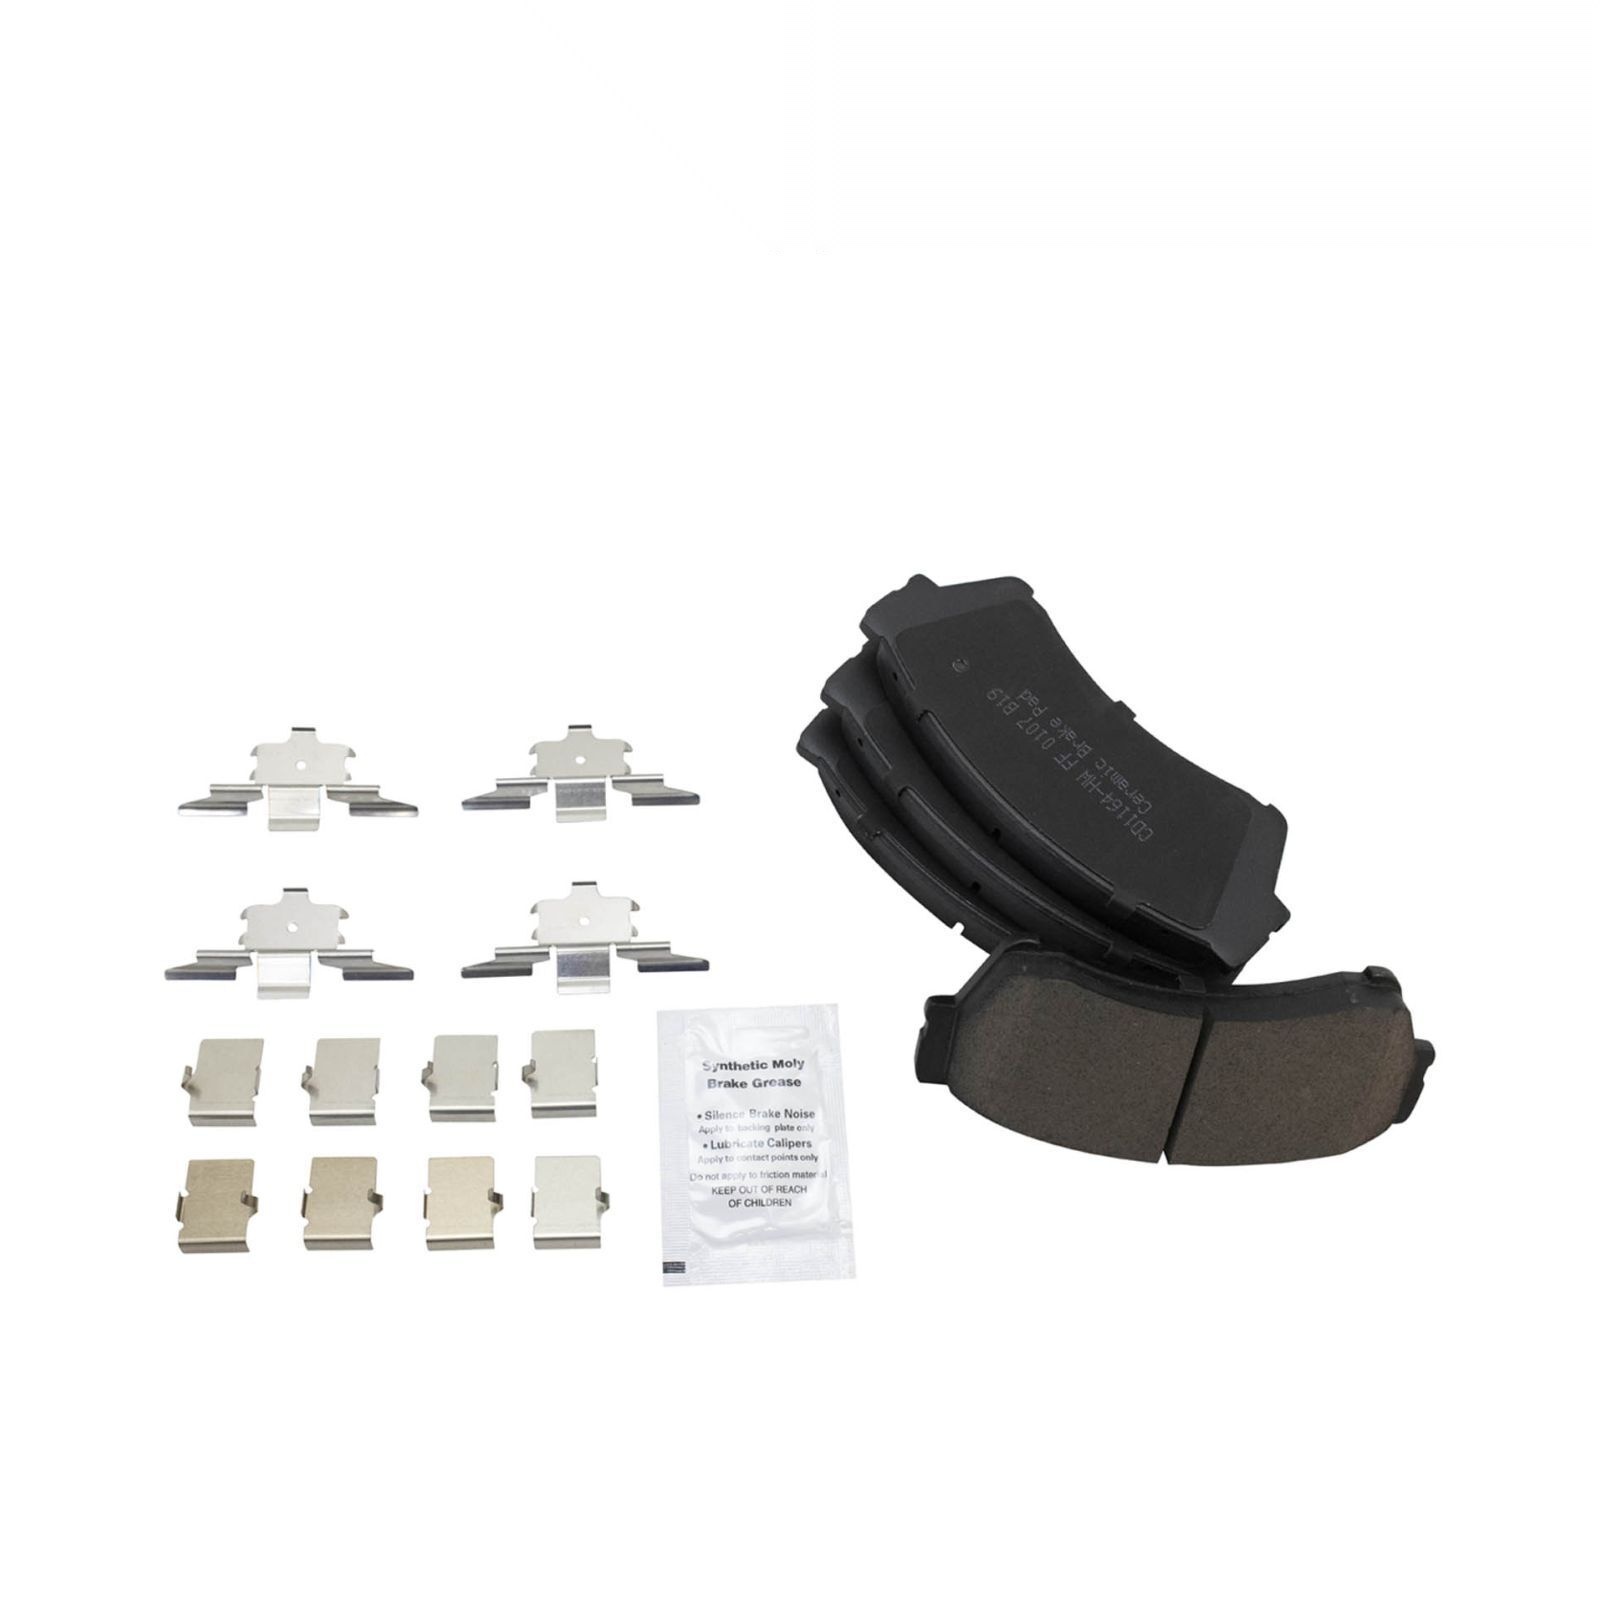 CD1164-HW FF 0107 B19
Ceramic Brake Pad
Synthetic Moly
Brake Grease
• Silence Brake Noise
Apply to backing plate only
• Lubricate Calipers
Apply to contact points only
Do not apply to friction material
KEEP OUT OF REACH
OF CHILDREN